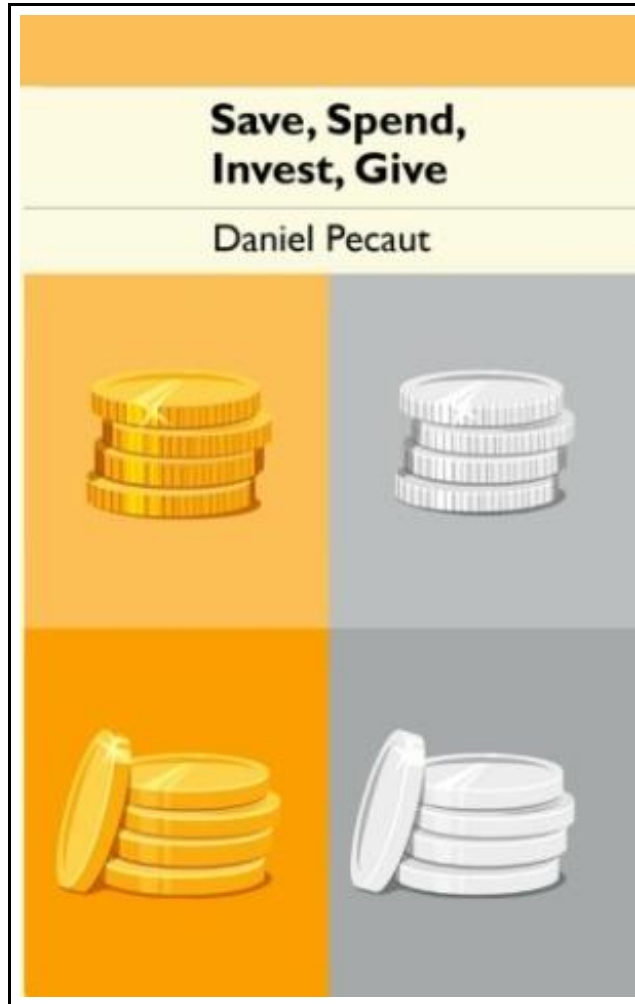 Save, Spend,
Invest, Give
Daniel Pecaut